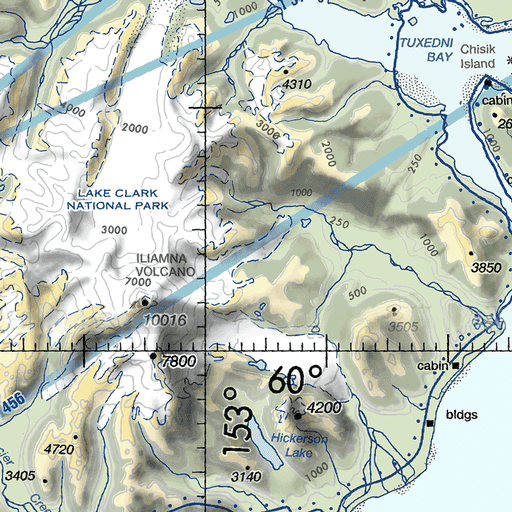 TUXEDNI
BAY
Chisik
Island
4310
cabin
4000
2000
3000
2000
250
1000
26
LAKE CLARK
NATIONAL PARK
1000
250
3000
1000
ILIAMNA
VOLCANO
3850
7000
500
10016
3505
7800
cabin
60°
153°
456
4200
bldgs
Hickerson
Lake
4720
3405
3140
1000